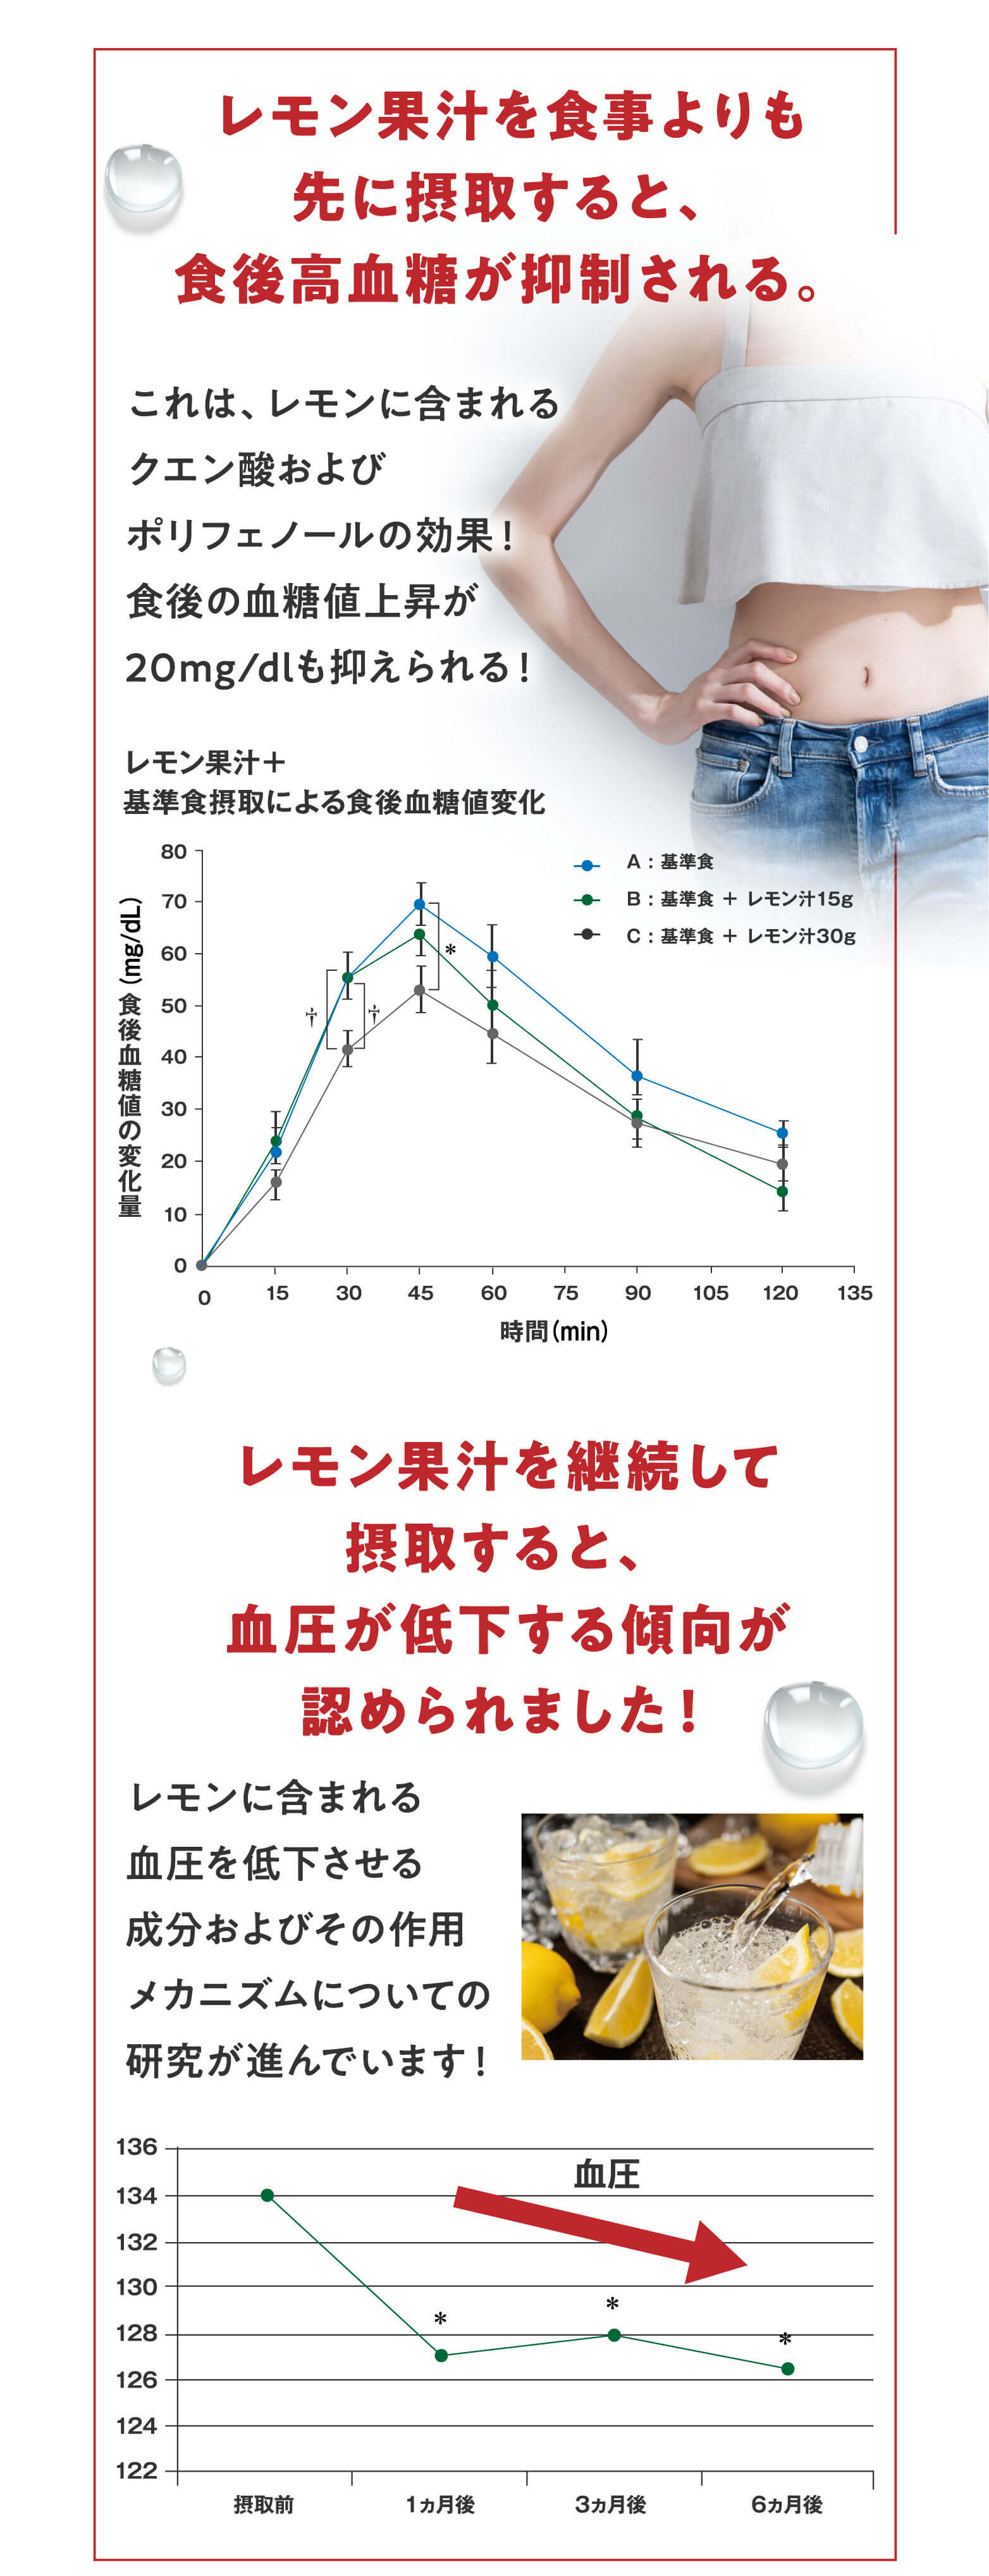 レモン果汁を食事よりも
先に摂取すると、
食後高血糖が抑制される。
これは、レモンに含まれる
クエン酸および
ポリフェノールの効果！
食後の血糖値上昇が
20mg/dlも抑えられる！
レモン果汁＋
基準食摂取による食後血糖値変化
食後血糖値の変化量(mg/dL)
80
70
60
50
40
30
20
10
0
A：基準食
B：基準食 ＋ レモン汁15g
C：基準食 ＋ レモン汁30g
†
†
*
0 15 30 45 60 75 90 105 120 135
時間(min)
レモン果汁を継続して
摂取すると、
血圧が低下する傾向が
認められました！
レモンに含まれる
血圧を低下させる
成分およびその作用
メカニズムについての
研究が進んでいます！
136
134
132
130
128
126
124
122
血圧
*
*
*
摂取前 1ヵ月後 3ヵ月後 6ヵ月後